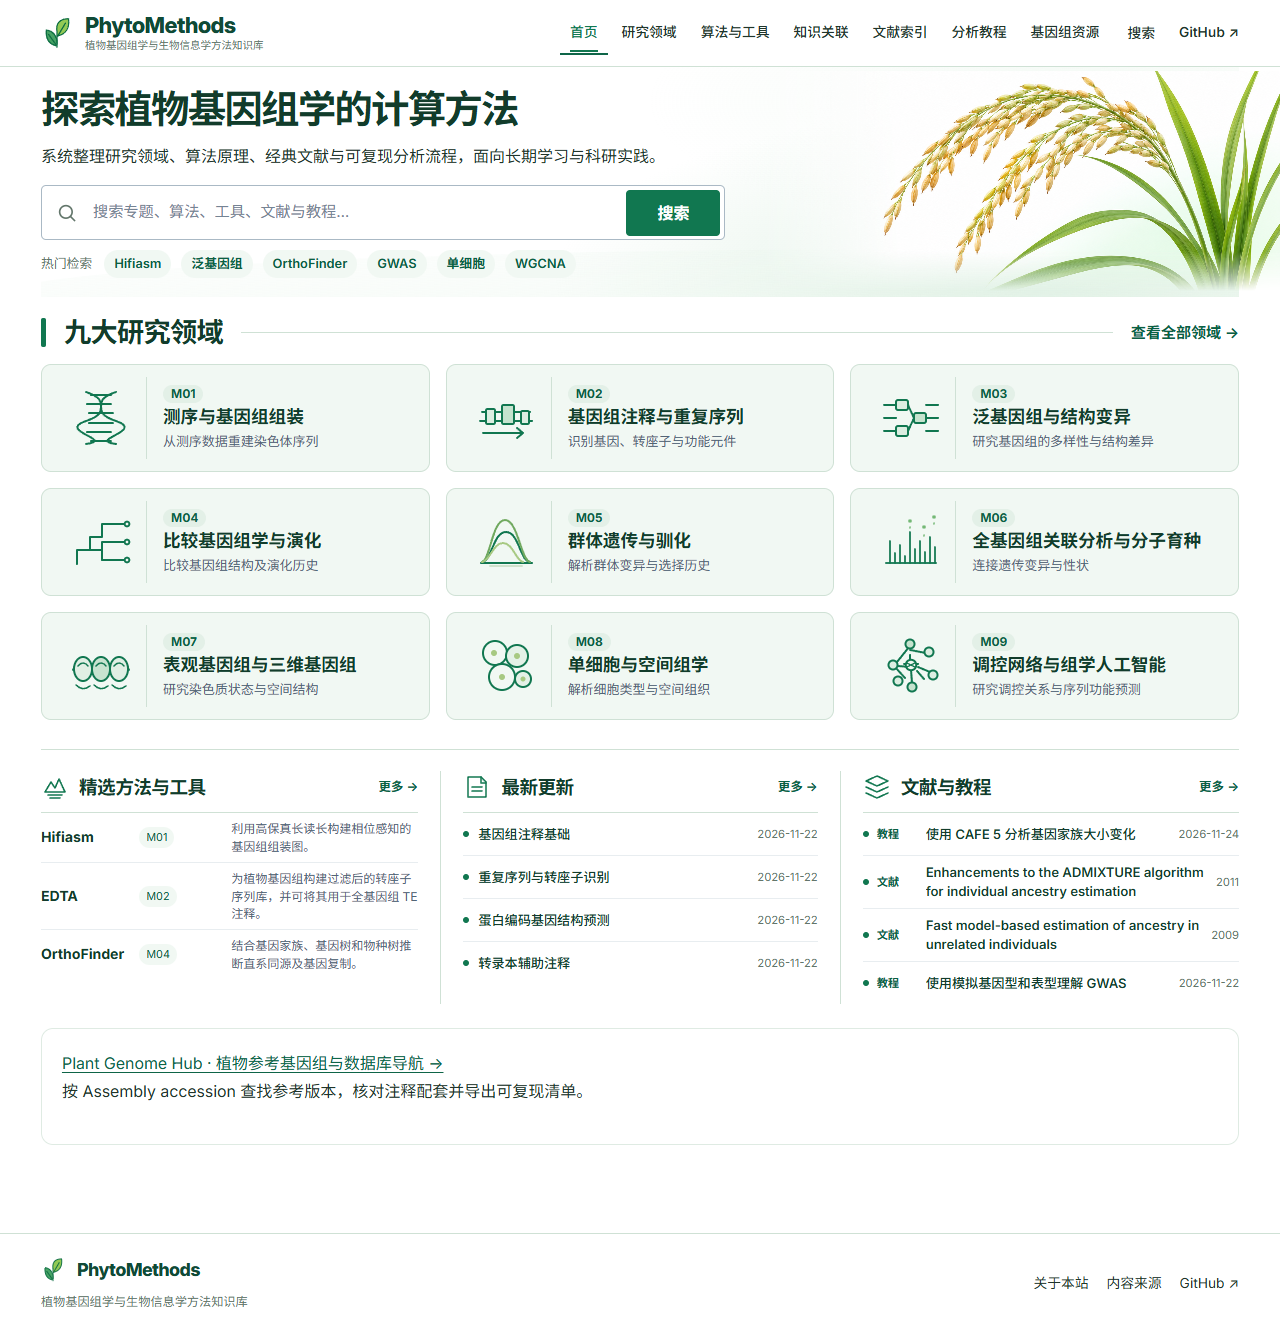 PhytoMethods
植物基因组学与生物信息学方法知识库
首页 研究领域 算法与工具 知识关联 文献索引 分析教程 基因组资源 搜索 GitHub ↗
探索植物基因组学的计算方法
系统整理研究领域、算法原理、经典文献与可复现分析流程，面向长期学习与科研实践。
搜索专题、算法、工具、文献与教程... 搜索
热门检索 Hifiasm 泛基因组 OrthoFinder GWAS 单细胞 WGCNA
九大研究领域 查看全部领域 →
M01
测序与基因组组装
从测序数据重建染色体序列
M02
基因组注释与重复序列
识别基因、转座子与功能元件
M03
泛基因组与结构变异
研究基因组的多样性与结构差异
M04
比较基因组学与演化
比较基因组结构及演化历史
M05
群体遗传与驯化
解析群体变异与选择历史
M06
全基因组关联分析与分子育种
连接遗传变异与性状
M07
表观基因组与三维基因组
研究染色质状态与空间结构
M08
单细胞与空间组学
解析细胞类型与空间组织
M09
调控网络与组学人工智能
研究调控关系与序列功能预测
精选方法与工具 更多 →
Hifiasm M01 利用高保真长读长构建相位感知的
基因组组装图。
EDTA M02 为植物基因组构建过滤后的转座子
序列库，并可将其用于全基因组 TE
注释。
OrthoFinder M04 结合基因家族、基因树和物种树推
断直系同源及基因复制。
最新更新 更多 →
基因组注释基础 2026-11-22
重复序列与转座子识别 2026-11-22
蛋白编码基因结构预测 2026-11-22
转录本辅助注释 2026-11-22
文献与教程 更多 →
教程 使用 CAFE 5 分析基因家族大小变化 2026-11-24
文献 Enhancements to the ADMIXTURE algorithm
for individual ancestry estimation 2011
文献 Fast model-based estimation of ancestry in
unrelated individuals 2009
教程 使用模拟基因型和表型理解 GWAS 2026-11-22
Plant Genome Hub · 植物参考基因组与数据库导航 →
按 Assembly accession 查找参考版本，核对注释配套并导出可复现清单。
PhytoMethods
植物基因组学与生物信息学方法知识库
关于本站 内容来源 GitHub ↗